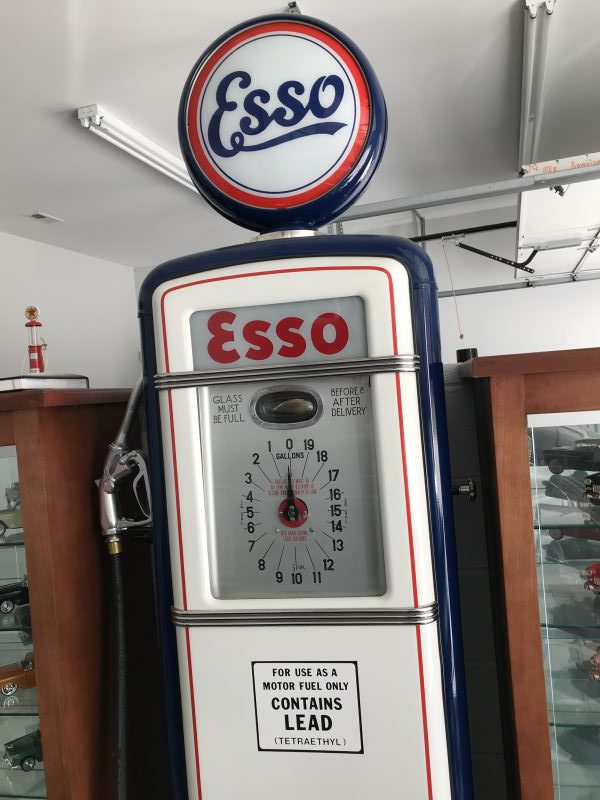 Esso
Esso
GLASS
MUST
BE FULL
BEFORE &
AFTER
DELIVERY
0
GALLONS
1
2
3
4
5
6
7
8
9
10
11
12
13
14
15
16
17
18
19
FOR USE AS A
MOTOR FUEL ONLY
CONTAINS
LEAD
(TETRAETHYL)